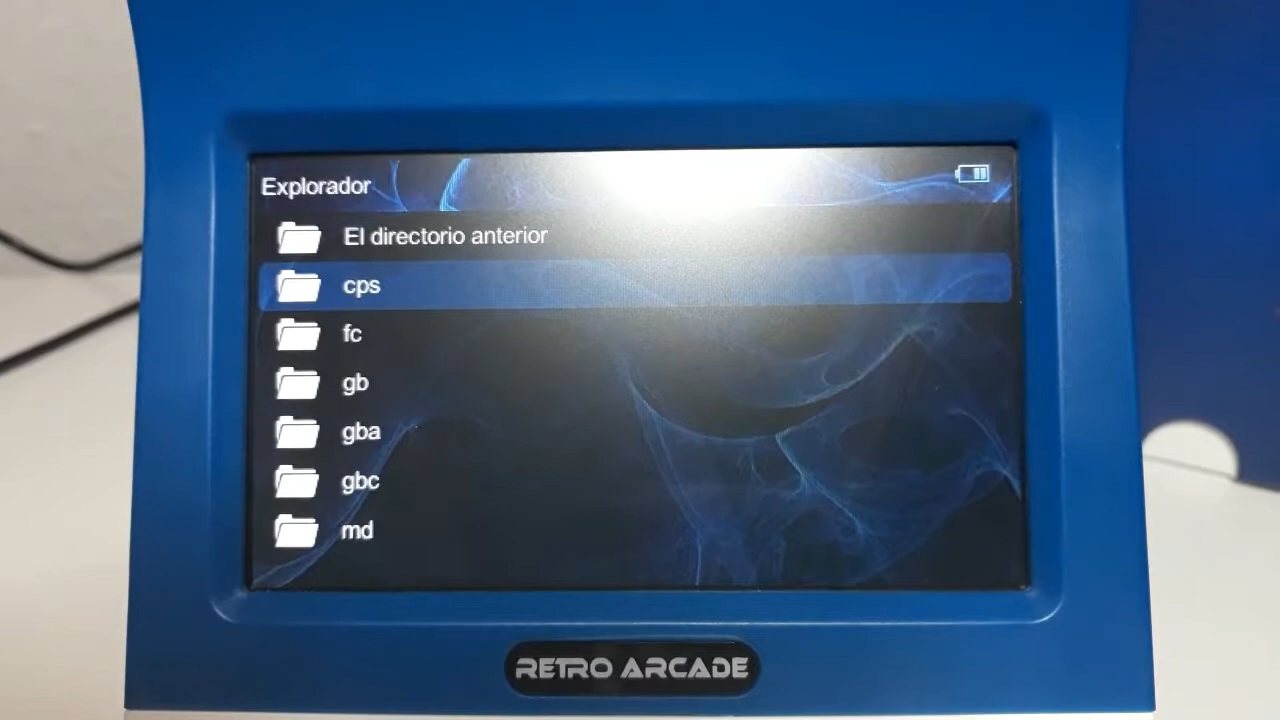 Explorador
El directorio anterior
cps
fc
gb
gba
gbc
md
RETRO ARCADE